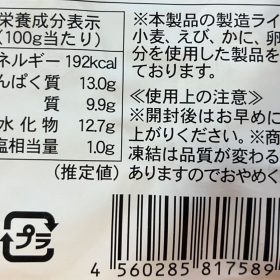 栄養成分表示
(100g当たり)
ネルギー 192kcal
んぱく質 13.0g
質 9.9g
水化物 12.7g
塩相当量 1.0g
(推定値)
※本製品の製造ライ
小麦、えび、かに、卵
分を使用した製品を
ています。
≪使用上の注意≫
※開封後はお早めに
上がりください。※商
凍結は品質が変わる
ありますのでおやめく
プラ
4 560285 817589